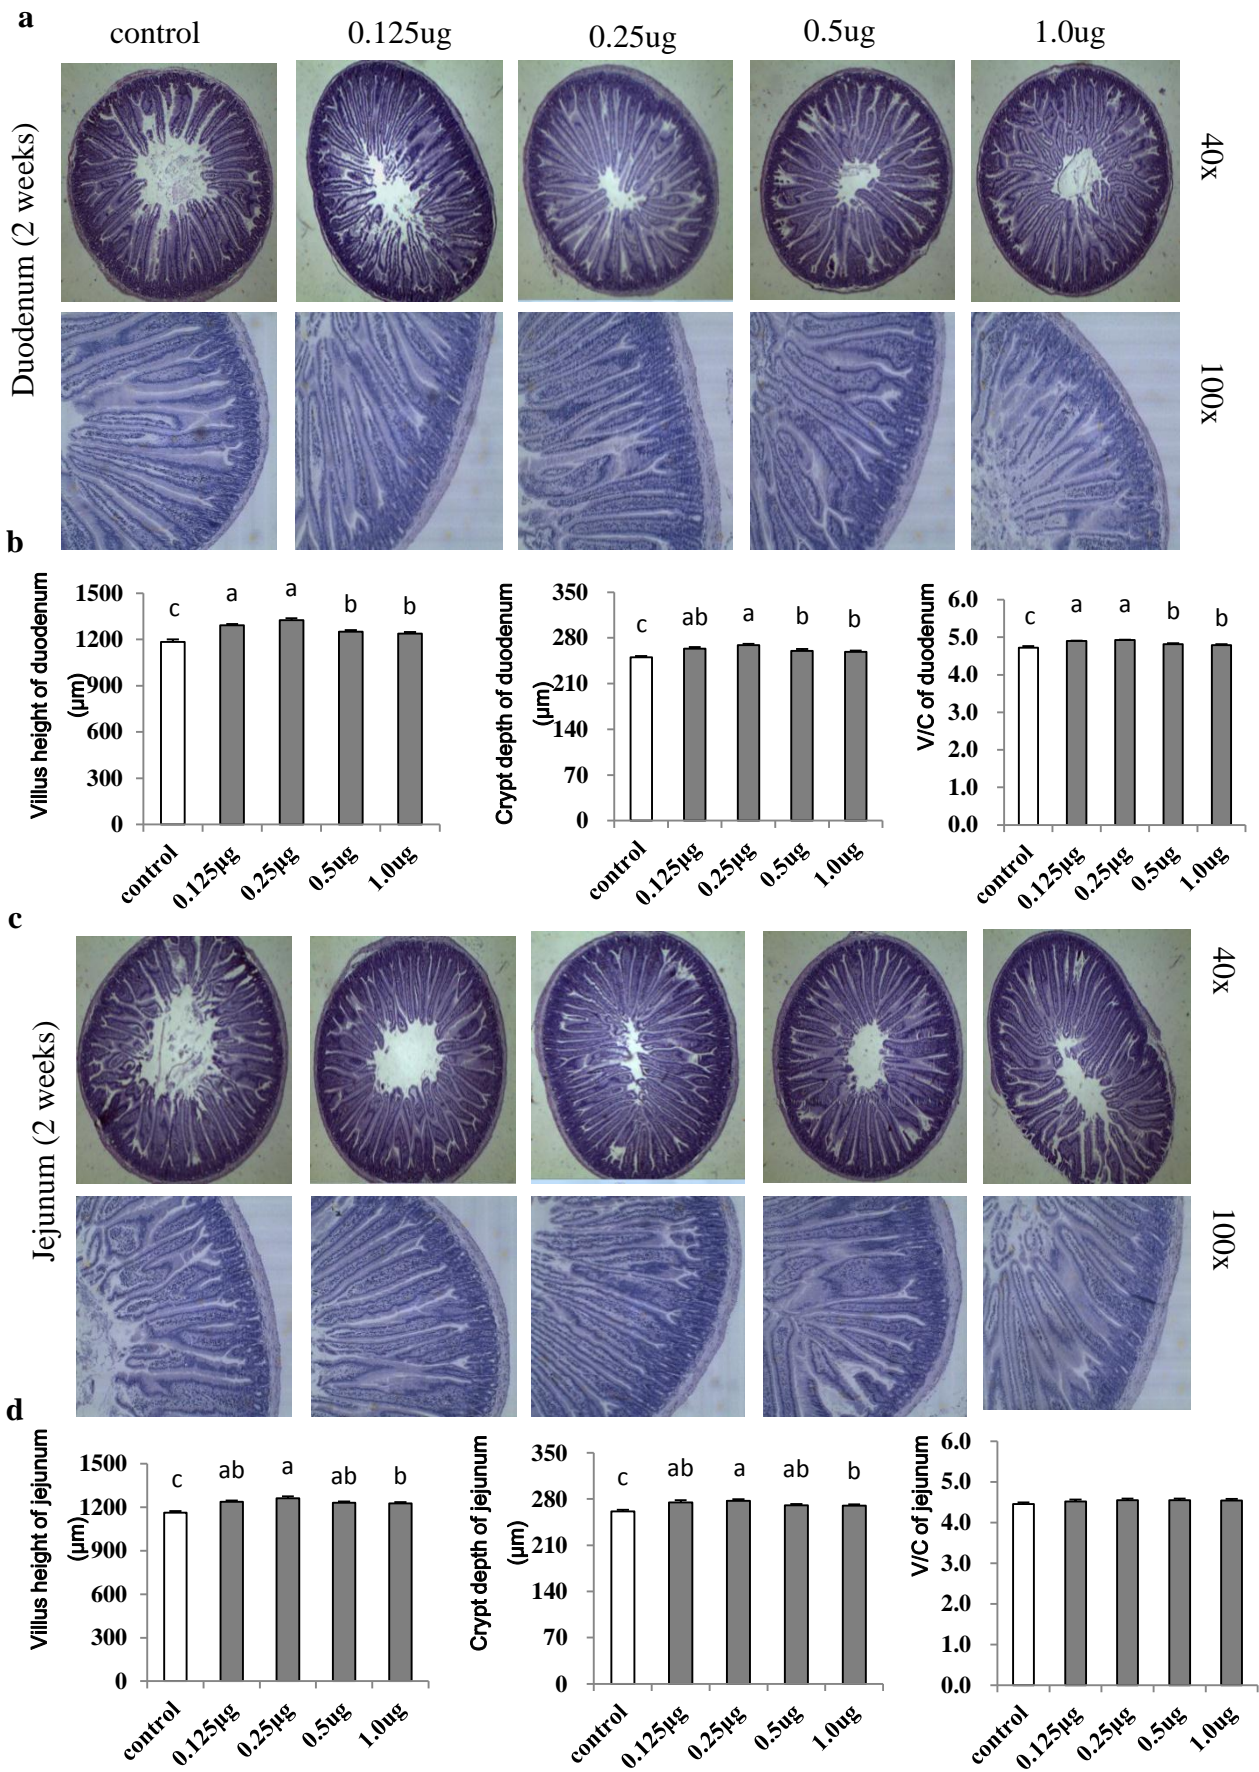 a
control 0.125ug 0.25ug 0.5ug 1.0ug
Duodenum (2 weeks)
40x
100x
b
Villus height of duodenum
(µm)
1500
1200
900
600
300
0
c a a b b
control 0.125µg 0.25µg 0.5ug 1.0ug
Crypt depth of duodenum
(µm)
350
280
210
140
70
0
c ab a b b
control 0.125µg 0.25µg 0.5ug 1.0ug
V/C of duodenum
6.0
5.0
4.0
3.0
2.0
1.0
0.0
c a a b b
control 0.125µg 0.25µg 0.5ug 1.0ug
c
Jejunum (2 weeks)
40x
100x
d
Villus height of jejunum
(µm)
1500
1200
900
600
300
0
c ab a ab b
control 0.125µg 0.25µg 0.5ug 1.0ug
Crypt depth of jejunum
(µm)
350
280
210
140
70
0
c ab a ab b
control 0.125µg 0.25µg 0.5ug 1.0ug
V/C of jejunum
6.0
5.0
4.0
3.0
2.0
1.0
0.0
control 0.125µg 0.25µg 0.5ug 1.0ug